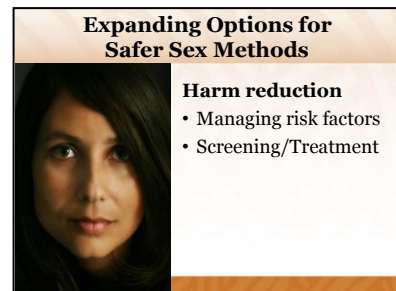 Expanding Options for
Safer Sex Methods
Harm reduction
• Managing risk factors
• Screening/Treatment